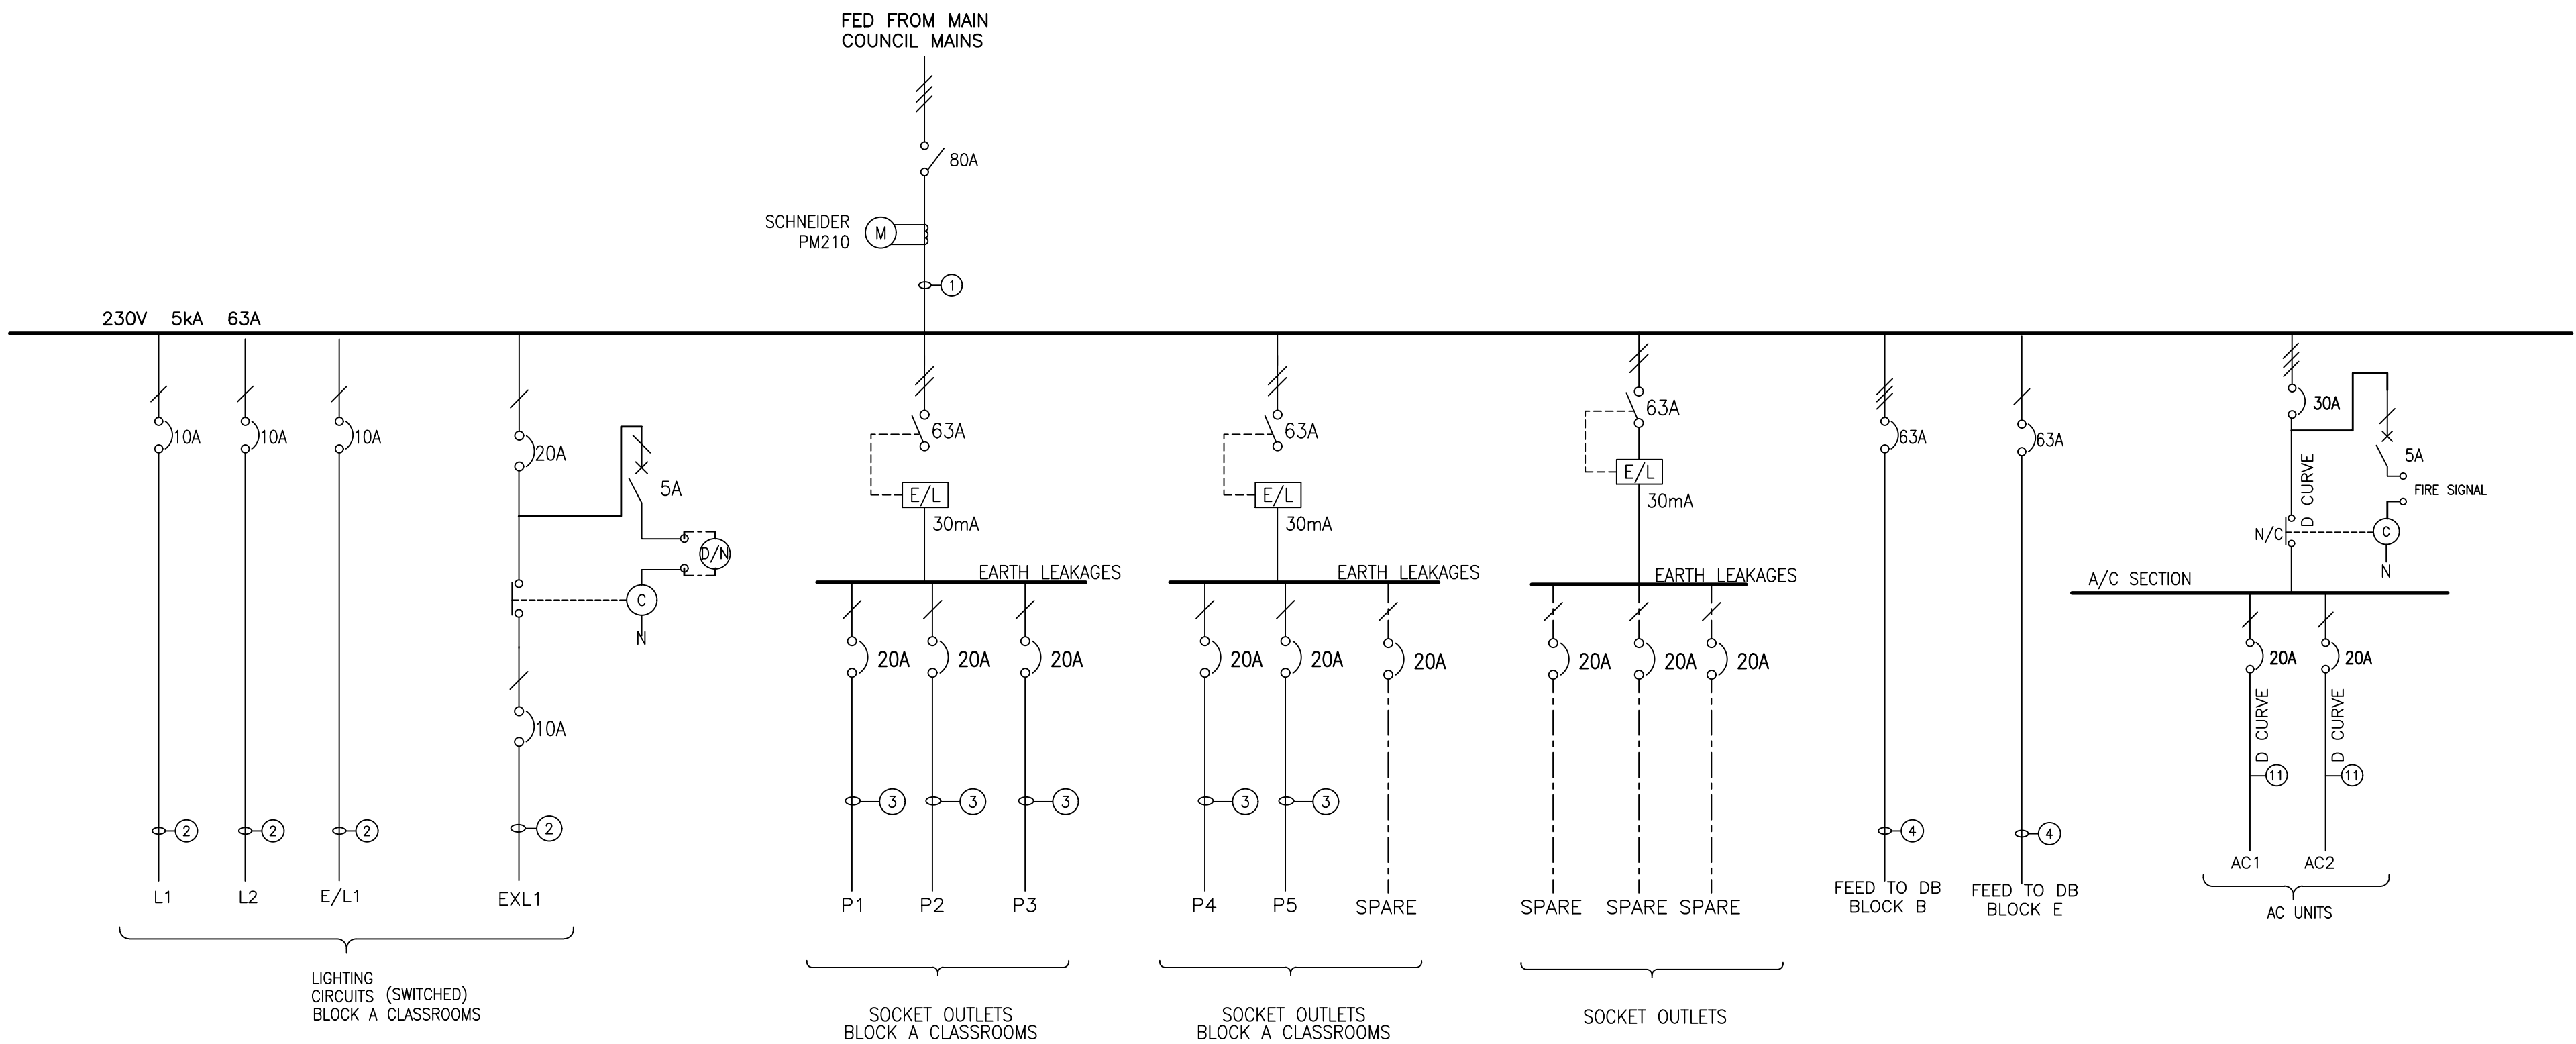 FED FROM MAIN
COUNCIL MAINS
80A
SCHNEIDER
PM210
M
1
230V 5kA 63A
10A
10A
10A
20A
5A
D/N
C
N
10A
2
2
2
2
L1
L2
E/L1
EXL1
LIGHTING
CIRCUITS (SWITCHED)
BLOCK A CLASSROOMS
63A
E/L
30mA
EARTH LEAKAGES
20A
20A
20A
3
3
3
P1
P2
P3
SOCKET OUTLETS
BLOCK A CLASSROOMS
63A
E/L
30mA
EARTH LEAKAGES
20A
20A
20A
3
3
P4
P5
SPARE
SOCKET OUTLETS
BLOCK A CLASSROOMS
63A
E/L
30mA
EARTH LEAKAGES
20A
20A
20A
SPARE
SPARE
SPARE
SOCKET OUTLETS
63A
4
FEED TO DB
BLOCK B
63A
4
FEED TO DB
BLOCK E
30A
D CURVE
5A
FIRE SIGNAL
N/C
C
N
A/C SECTION
20A
20A
D CURVE
D CURVE
11
11
AC1
AC2
AC UNITS